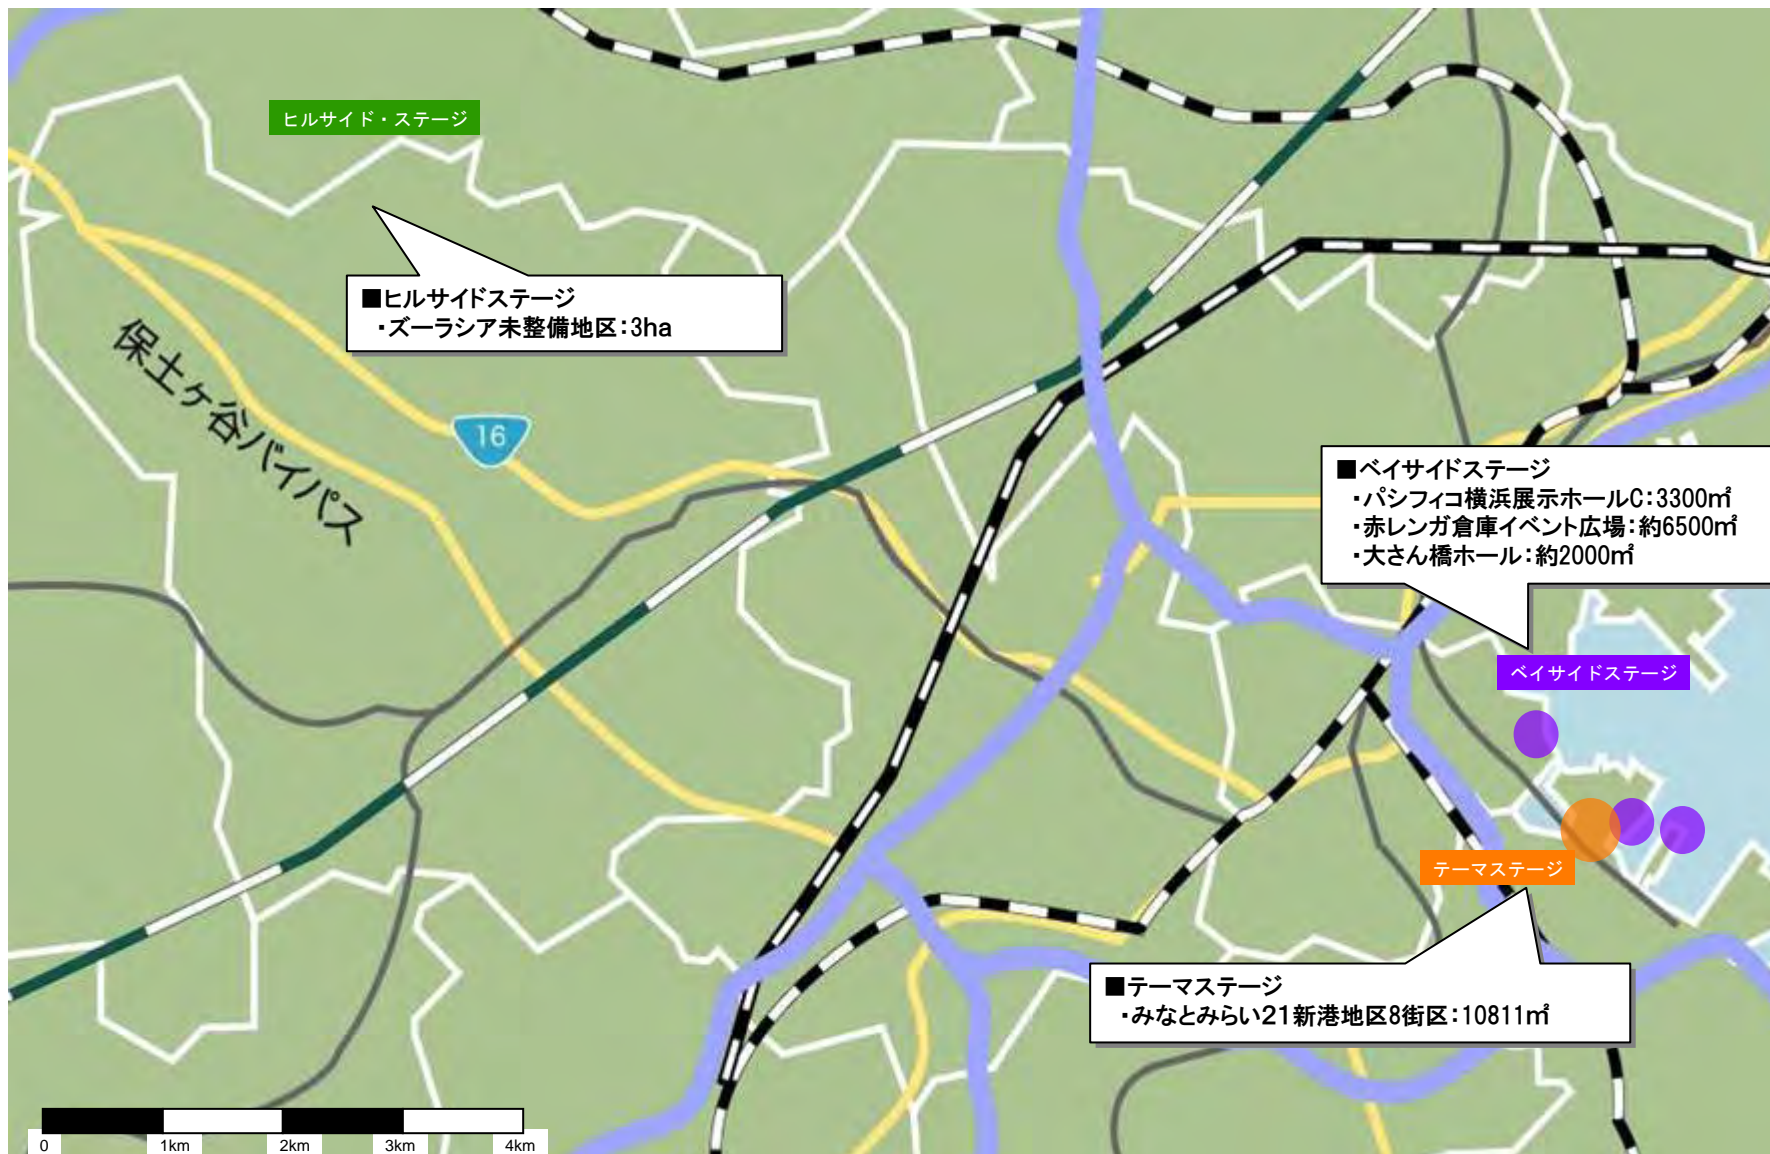 ヒルサイド・ステージ
■ヒルサイドステージ
・ズーラシア未整備地区：3ha
保土ヶ谷バイパス
16
■ベイサイドステージ
・パシフィコ横浜展示ホールC：3300㎡
・赤レンガ倉庫イベント広場：約6500㎡
・大さん橋ホール：約2000㎡
ベイサイドステージ
テーマステージ
■テーマステージ
・みなとみらい21新港地区8街区：10811㎡
0 1km 2km 3km 4km